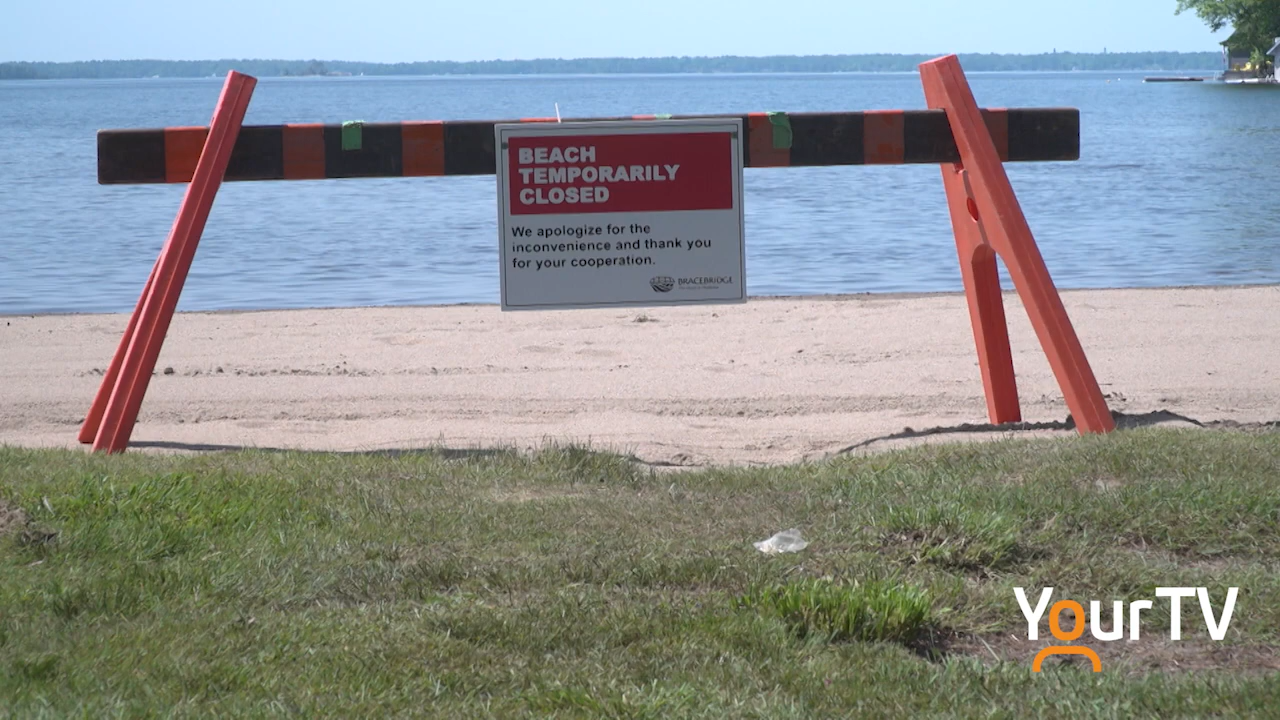 BEACH
TEMPORARILY
CLOSED
We apologize for the
inconvenience and thank you
for your cooperation.
BRACEBRIDGE
YourTV